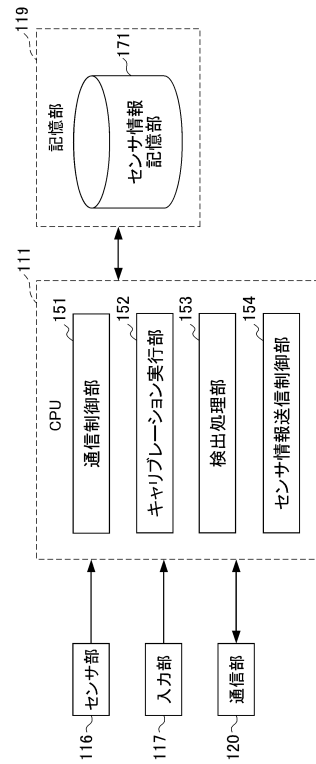 センサ部
116
入力部
117
通信部
120
111
CPU
151
通信制御部
152
キャリブレーション実行部
153
検出処理部
154
センサ情報送信制御部
119
記憶部
171
センサ情報
記憶部